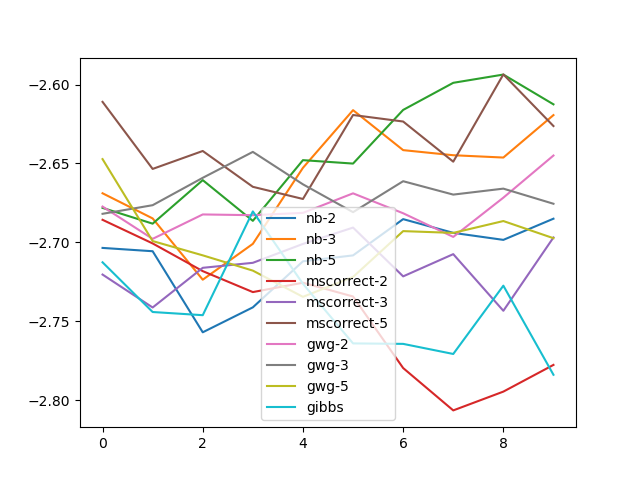 −2.60
−2.65
−2.70
−2.75
−2.80
nb-2
nb-3
nb-5
mscorrect-2
mscorrect-3
mscorrect-5
gwg-2
gwg-3
gwg-5
gibbs
0 2 4 6 8